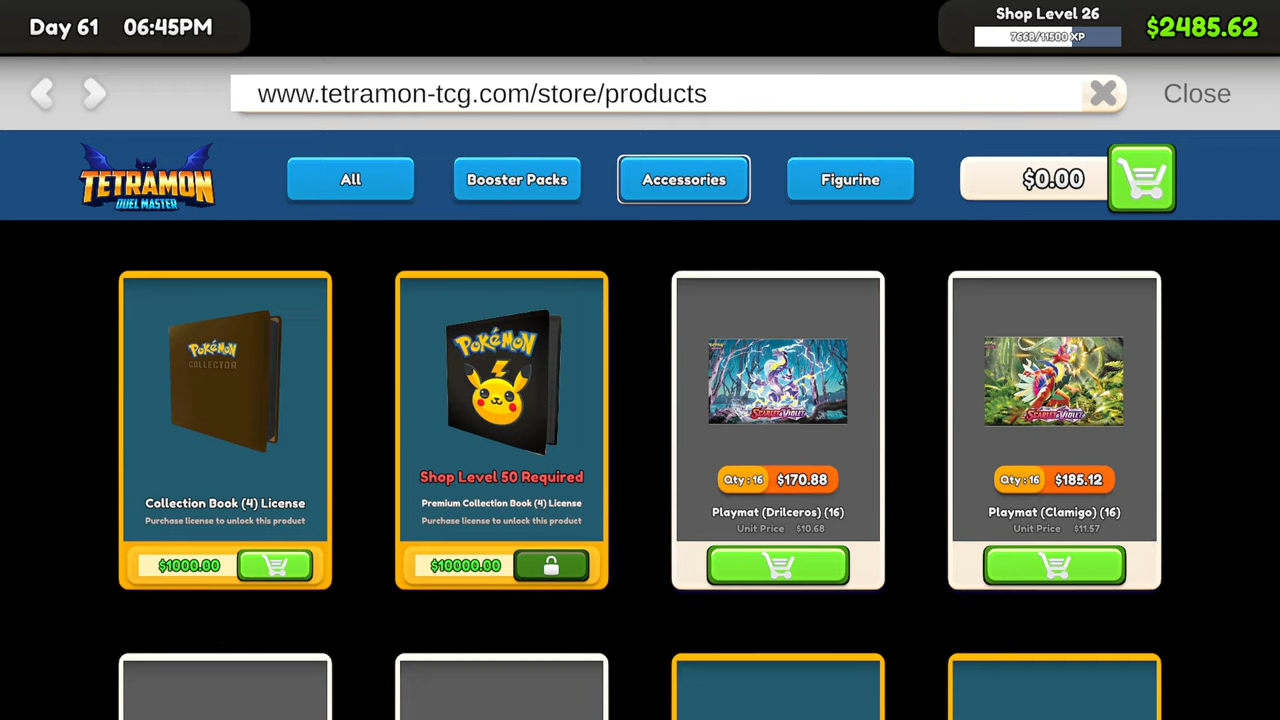 Day 61 06:45PM
Shop Level 26
7668/11500 XP
$2485.62
www.tetramon-tcg.com/store/products
Close
TETRAMON
DUEL MASTER
All
Booster Packs
Accessories
Figurine
$0.00
Pokémon
COLLECTOR
Collection Book (4) License
Purchase license to unlock this product
$1000.00
Pokémon
Shop Level 50 Required
Premium Collection Book (4) License
Purchase license to unlock this product
$10000.00
SCARLET & VIOLET
Qty : 16 $170.88
Playmat (Drilceros) (16)
Unit Price $10.68
SCARLET & VIOLET
Qty : 16 $185.12
Playmat (Clamigo) (16)
Unit Price $11.57